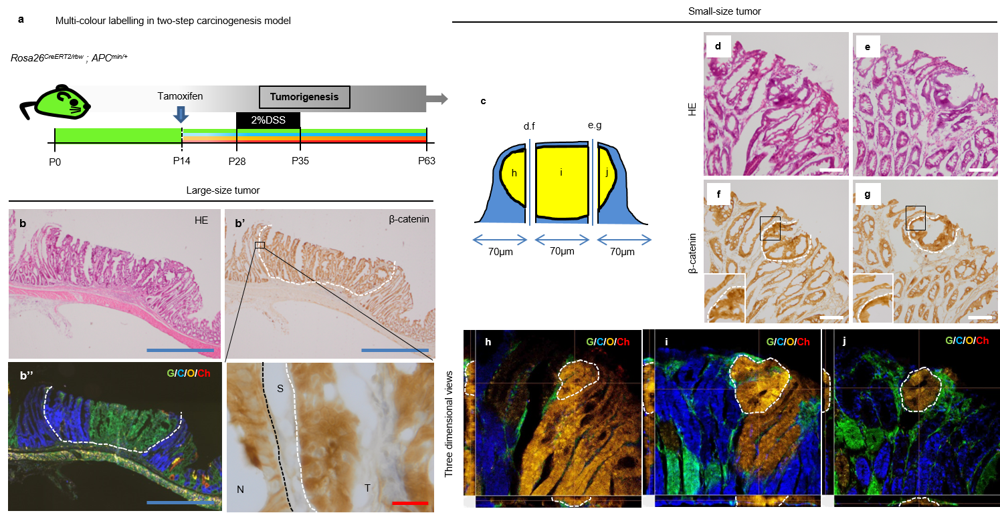 a
Multi-colour labelling in two-step carcinogenesis model
Rosa26CreERT2/rbw ; APCmin/+
Tamoxifen
Tumorigenesis
2%DSS
P0
P14
P28
P35
P63
Large-size tumor
b
HE
b'
β-catenin
b''
G/C/O/Ch
S
N
T
Small-size tumor
c
d.f
e.g
h
i
j
70μm
70μm
70μm
HE
d
e
β-catenin
f
g
Three dimensional views
h
G/C/O/Ch
i
G/C/O/Ch
j
G/C/O/Ch